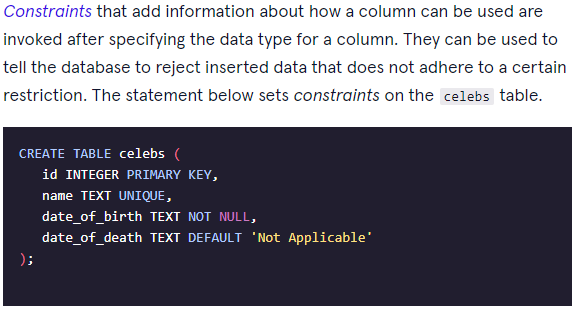 Constraints that add information about how a column can be used are
invoked after specifying the data type for a column. They can be used to
tell the database to reject inserted data that does not adhere to a certain
restriction. The statement below sets constraints on the celebs table.
CREATE TABLE celebs (
   id INTEGER PRIMARY KEY,
   name TEXT UNIQUE,
   date_of_birth TEXT NOT NULL,
   date_of_death TEXT DEFAULT 'Not Applicable'
);